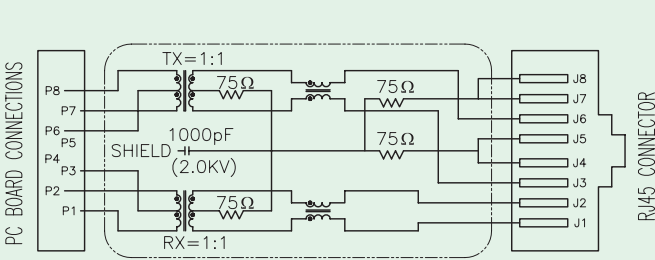 PC BOARD CONNECTIONS
P8
P7
P6
P5
P4
P3
P2
P1
TX=1:1
75Ω
75Ω
1000pF
SHIELD
(2.0KV)
75Ω
75Ω
RX=1:1
J8
J7
J6
J5
J4
J3
J2
J1
RJ45 CONNECTOR